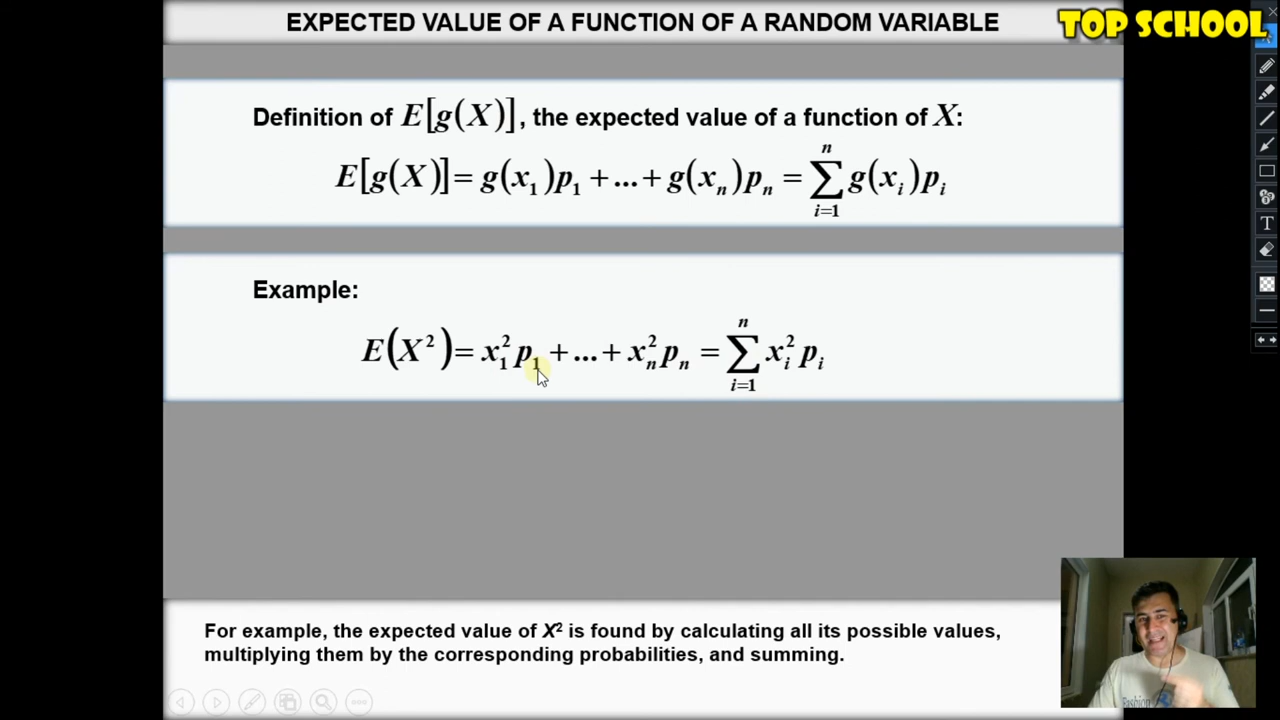 EXPECTED VALUE OF A FUNCTION OF A RANDOM VARIABLE
TOP SCHOOL
Definition of E[g(X)], the expected value of a function of X:
E[g(X)] = g(x₁)p₁ + ... + g(xₙ)pₙ = ∑ᵢ₌₁ⁿ g(xᵢ)pᵢ
Example:
E(X²) = x₁²p₁ + ... + xₙ²pₙ = ∑ᵢ₌₁ⁿ xᵢ²pᵢ
For example, the expected value of X² is found by calculating all its possible values,
multiplying them by the corresponding probabilities, and summing.
T
Fashion